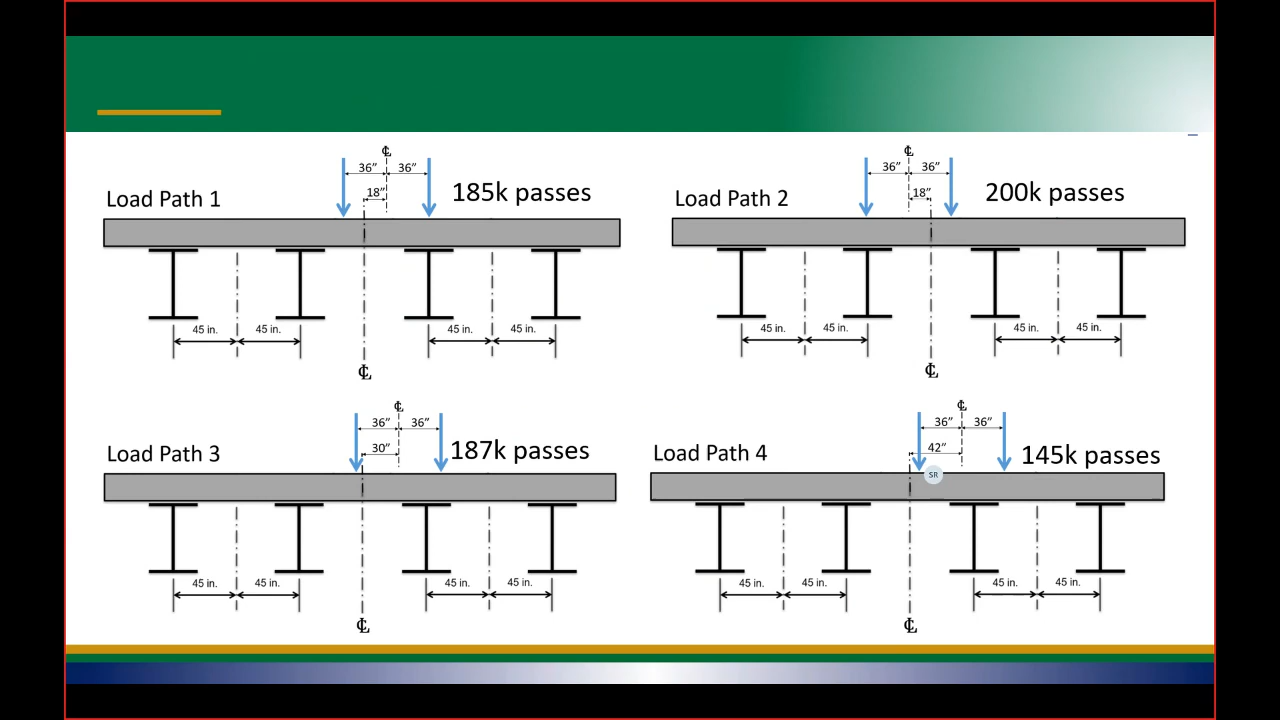 Load Path 1
℄
36” 36”
18”
185k passes
45 in. 45 in. 45 in. 45 in.
℄
Load Path 2
℄
36” 36”
18”
200k passes
45 in. 45 in. 45 in. 45 in.
℄
Load Path 3
℄
36” 36”
30”
187k passes
45 in. 45 in. 45 in. 45 in.
℄
Load Path 4
℄
36” 36”
42”
145k passes
SR
45 in. 45 in. 45 in. 45 in.
℄